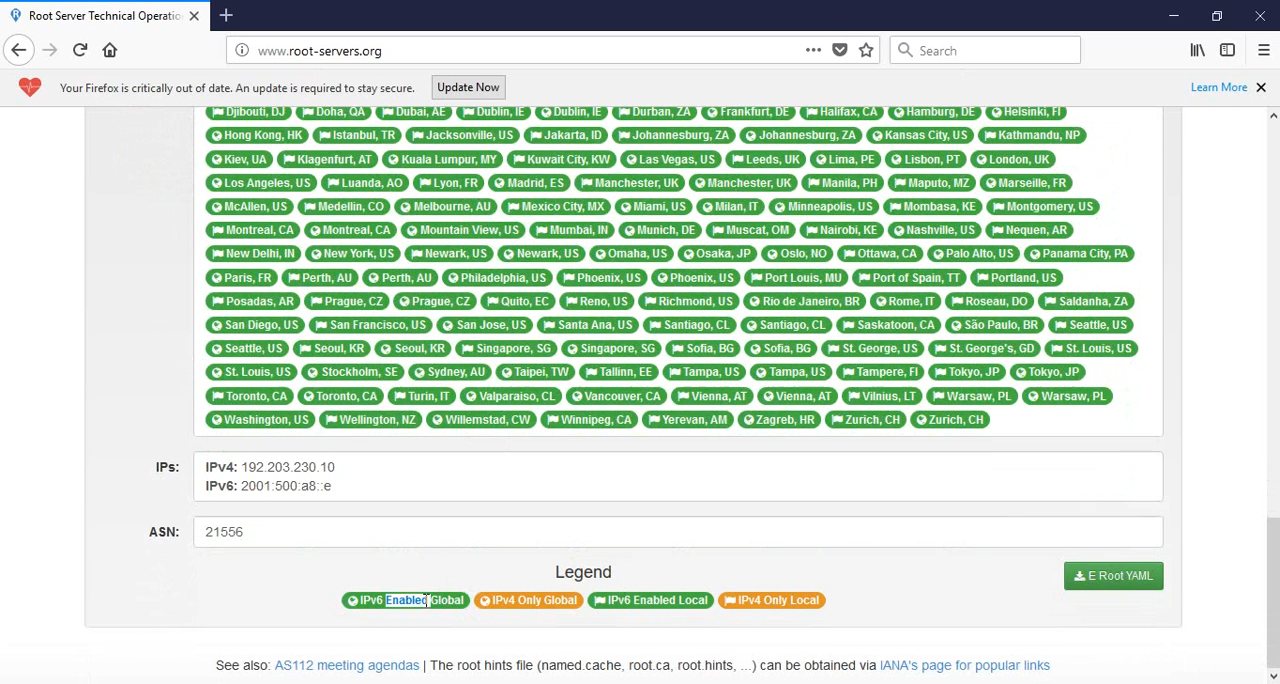 Root Server Technical Operatio
www.root-servers.org
Search
Your Firefox is critically out of date. An update is required to stay secure. Update Now Learn More
Djibouti, DJ Doha, QA Dubai, AE Dublin, IE Dublin, IE Durban, ZA Frankfurt, DE Halifax, CA Hamburg, DE Helsinki, FI
Hong Kong, HK Istanbul, TR Jacksonville, US Jakarta, ID Johannesburg, ZA Johannesburg, ZA Kansas City, US Kathmandu, NP
Kiev, UA Klagenfurt, AT Kuala Lumpur, MY Kuwait City, KW Las Vegas, US Leeds, UK Lima, PE Lisbon, PT London, UK
Los Angeles, US Luanda, AO Lyon, FR Madrid, ES Manchester, UK Manchester, UK Manila, PH Maputo, MZ Marseille, FR
McAllen, US Medellin, CO Melbourne, AU Mexico City, MX Miami, US Milan, IT Minneapolis, US Mombasa, KE Montgomery, US
Montreal, CA Montreal, CA Mountain View, US Mumbai, IN Munich, DE Muscat, OM Nairobi, KE Nashville, US Nequen, AR
New Delhi, IN New York, US Newark, US Newark, US Omaha, US Osaka, JP Oslo, NO Ottawa, CA Palo Alto, US Panama City, PA
Paris, FR Perth, AU Perth, AU Philadelphia, US Phoenix, US Phoenix, US Port Louis, MU Port of Spain, TT Portland, US
Posadas, AR Prague, CZ Prague, CZ Quito, EC Reno, US Richmond, US Rio de Janeiro, BR Rome, IT Roseau, DO Saldanha, ZA
San Diego, US San Francisco, US San Jose, US Santa Ana, US Santiago, CL Santiago, CL Saskatoon, CA São Paulo, BR Seattle, US
Seattle, US Seoul, KR Seoul, KR Singapore, SG Singapore, SG Sofia, BG Sofia, BG St. George, US St. George's, GD St. Louis, US
St. Louis, US Stockholm, SE Sydney, AU Taipei, TW Tallinn, EE Tampa, US Tampa, US Tampere, FI Tokyo, JP Tokyo, JP
Toronto, CA Toronto, CA Turin, IT Valparaiso, CL Vancouver, CA Vienna, AT Vienna, AT Vilnius, LT Warsaw, PL Warsaw, PL
Washington, US Wellington, NZ Willemstad, CW Winnipeg, CA Yerevan, AM Zagreb, HR Zurich, CH Zurich, CH
IPs: IPv4: 192.203.230.10
IPv6: 2001:500:a8::e
ASN: 21556
Legend
E Root YAML
IPv6 Enabled Global IPv4 Only Global IPv6 Enabled Local IPv4 Only Local
See also: AS112 meeting agendas | The root hints file (named.cache, root.ca, root.hints, ...) can be obtained via IANA's page for popular links